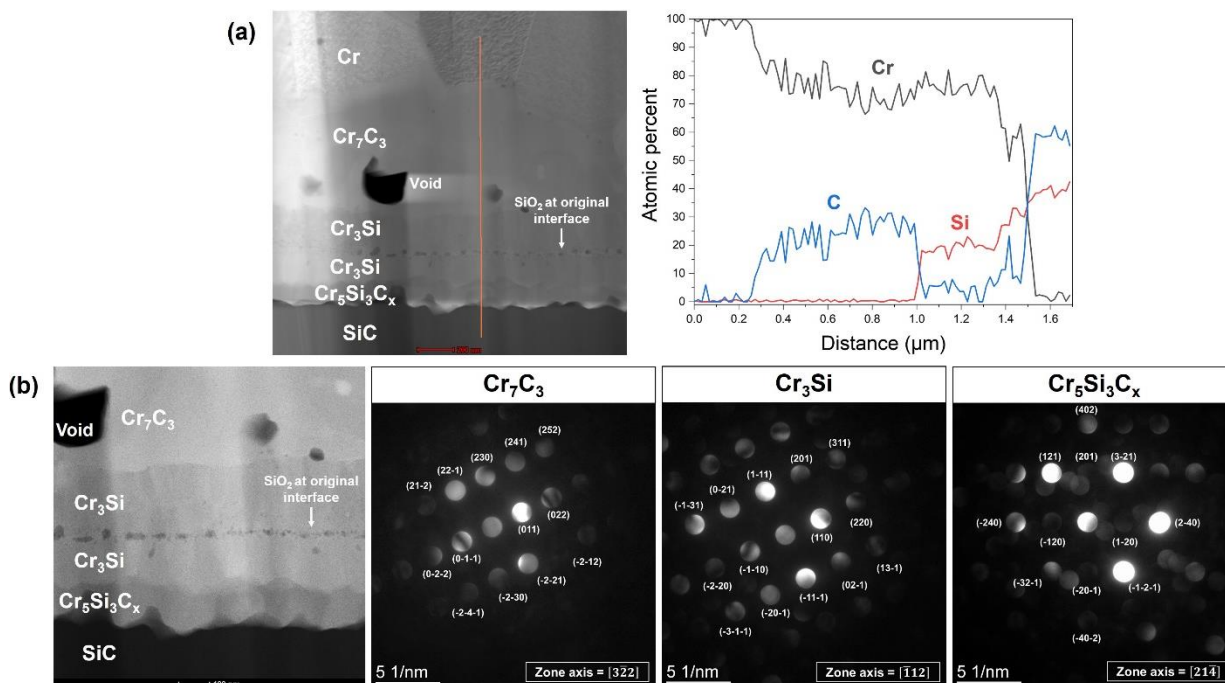 (a)
Cr
Cr7C3
Void
SiO2 at original
interface
Cr3Si
Cr3Si
Cr5Si3Cx
SiC
100
90
80
70
60
50
40
30
20
10
0
Atomic percent
Cr
C
Si
0.0 0.2 0.4 0.6 0.8 1.0 1.2 1.4 1.6
Distance (µm)
(b)
Void
Cr7C3
Cr3Si
SiO2 at original
interface
Cr3Si
Cr5Si3Cx
SiC
Cr7C3
(252)
(241)
(230)
(22-1)
(21-2)
(022)
(011)
(0-1-1)
(-2-12)
(0-2-2)
(-2-21)
(-2-30)
(-2-4-1)
5 1/nm
Zone axis = [3̅22]
Cr3Si
(311)
(201)
(1-11)
(0-21)
(-1-31)
(220)
(110)
(-1-10)
(13-1)
(-2-20)
(02-1)
(-11-1)
(-20-1)
(-3-1-1)
5 1/nm
Zone axis = [1̅12]
Cr5Si3Cx
(402)
(121)
(201)
(3-21)
(-240)
(2-40)
(-120)
(1-20)
(-32-1)
(-20-1)
(-1-2-1)
(-40-2)
5 1/nm
Zone axis = [214̅]